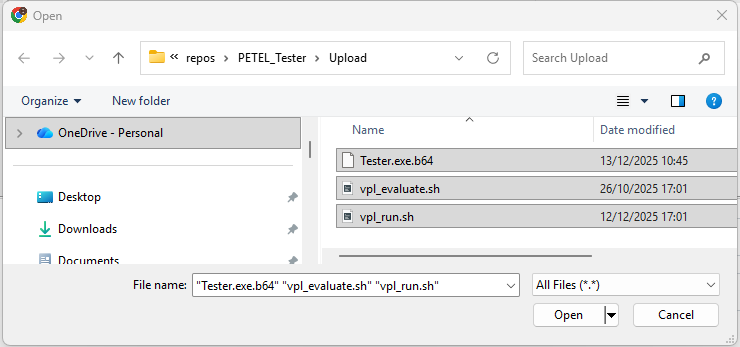 Open
« repos > PETEL_Tester > Upload
Search Upload
Organize
New folder
OneDrive - Personal
Desktop
Downloads
Documents
Name Date modified
Tester.exe.b64 13/12/2025 10:45
vpl_evaluate.sh 26/10/2025 17:01
vpl_run.sh 12/12/2025 17:01
File name: "Tester.exe.b64" "vpl_evaluate.sh" "vpl_run.sh"
All Files (*.*)
Open
Cancel